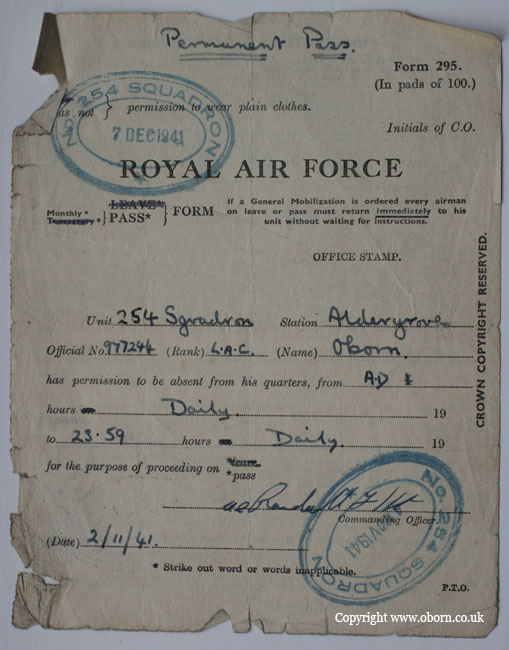 Permanent Pass.
Form 295.
(In pads of 100.)
as not } permission to wear plain clothes.
No. 254 SQUADRON
7 DEC 1941
Initials of C.O.
ROYAL AIR FORCE
Monthly* LEAVE* } FORM
Temporary* PASS*
If a General Mobilization is ordered every airman
on leave or pass must return immediately to his
unit without waiting for instructions.
OFFICE STAMP.
CROWN COPYRIGHT RESERVED.
Unit 254 Sqvadron Station Aldergrove
Official No. 977244 (Rank) L.A.C. (Name) Oborn.
has permission to be absent from his quarters, from A.D
hours Daily. 19
to 23.59 hours Daily. 19
for the purpose of proceeding on *leave
*pass
Commanding Officer.
No. 254 SQUADRON
NOV 1941
(Date) 2/11/41.
* Strike out word or words inapplicable.
P.T.O.
Copyright www.oborn.co.uk